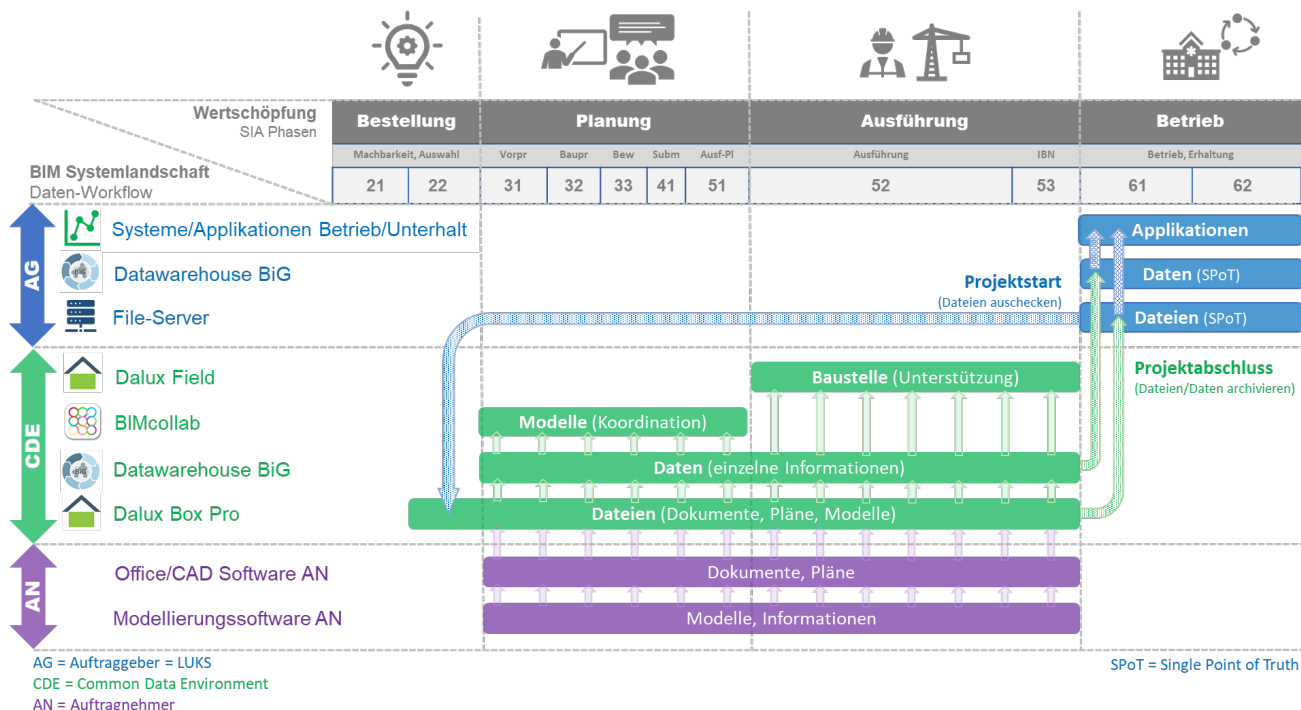 Wertschöpfung
SIA Phasen
Bestellung
Planung
Ausführung
Betrieb
Machbarkeit, Auswahl
Vorpr
Baupr
Bew
Subm
Ausf-Pl
Ausführung
IBN
Betrieb, Erhaltung
BIM Systemlandschaft
Daten-Workflow
21
22
31
32
33
41
51
52
53
61
62
AG
Systeme/Applikationen Betrieb/Unterhalt
Applikationen
BiG
Datawarehouse BiG
Daten (SPoT)
Projektstart
(Dateien auschecken)
File-Server
Dateien (SPoT)
CDE
Dalux Field
Baustelle (Unterstützung)
Projektabschluss
(Dateien/Daten archivieren)
BIMcollab
Modelle (Koordination)
BiG
Datawarehouse BiG
Daten (einzelne Informationen)
Dalux Box Pro
Dateien (Dokumente, Pläne, Modelle)
AN
Office/CAD Software AN
Dokumente, Pläne
Modellierungssoftware AN
Modelle, Informationen
AG = Auftraggeber = LUKS
SPoT = Single Point of Truth
CDE = Common Data Environment
AN = Auftragnehmer